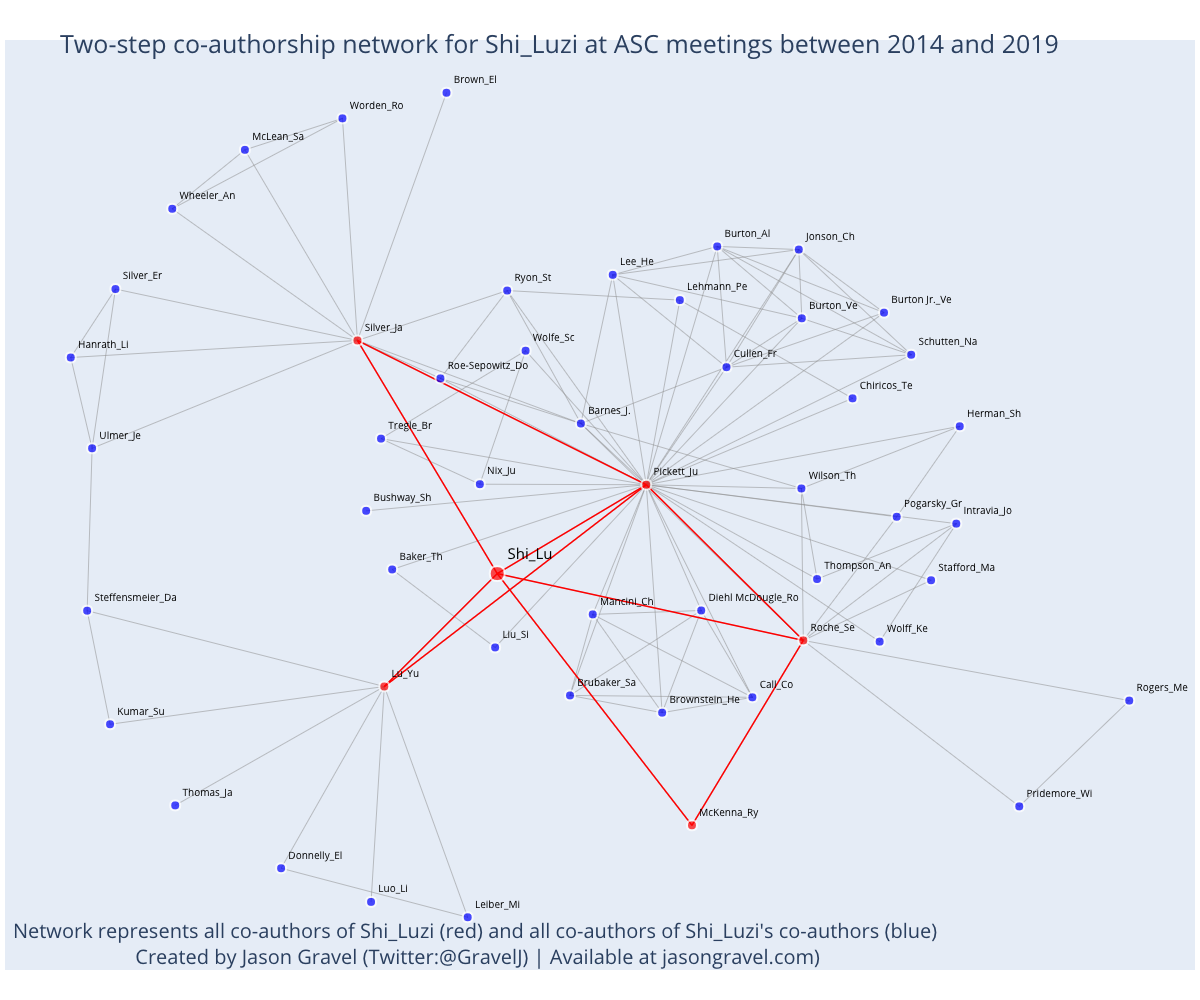 Two-step co-authorship network for Shi_Luzi at ASC meetings between 2014 and 2019
Brown_El
Worden_Ro
McLean_Sa
Wheeler_An
Burton_Al
Jonson_Ch
Lee_He
Silver_Er
Ryon_St
Lehmann_Pe
Burton_Ve
Burton Jr._Ve
Silver_Ja
Wolfe_Sc
Hanrath_Li
Schutten_Na
Cullen_Fr
Roe-Sepowitz_Do
Chiricos_Te
Barnes_J.
Herman_Sh
Tregle_Br
Ulmer_Je
Nix_Ju
Pickett_Ju
Wilson_Th
Bushway_Sh
Pogarsky_Gr
Intravia_Jo
Shi_Lu
Baker_Th
Thompson_An
Stafford_Ma
Steffensmeier_Da
Mancini_Ch
Diehl McDougle_Ro
Liu_Si
Roche_Se
Wolff_Ke
Lu_Yu
Brubaker_Sa
Call_Co
Rogers_Me
Brownstein_He
Kumar_Su
Thomas_Ja
Pridemore_Wi
McKenna_Ry
Donnelly_El
Luo_Li
Leiber_Mi
Network represents all co-authors of Shi_Luzi (red) and all co-authors of Shi_Luzi's co-authors (blue)
Created by Jason Gravel (Twitter:@GravelJ) | Available at jasongravel.com)